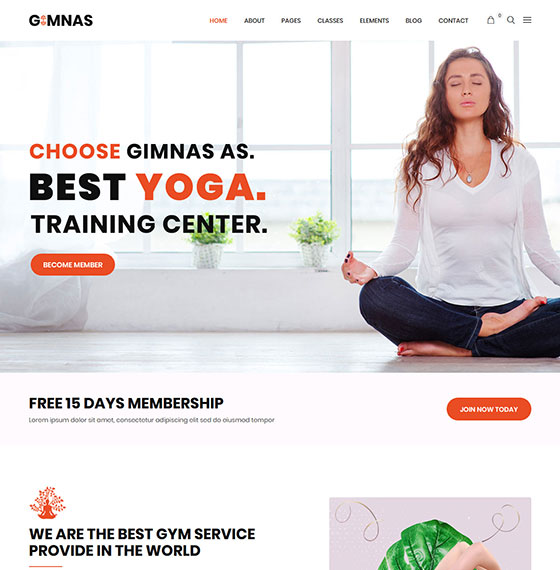 GIMNAS
HOME ABOUT PAGES CLASSES ELEMENTS BLOG CONTACT 0
CHOOSE GIMNAS AS.
BEST YOGA.
TRAINING CENTER.
BECOME MEMBER
FREE 15 DAYS MEMBERSHIP
Lorem ipsum dolor sit amet, consectetur adipiscing elit sed do eiusmod tempor
JOIN NOW TODAY
WE ARE THE BEST GYM SERVICE
PROVIDE IN THE WORLD